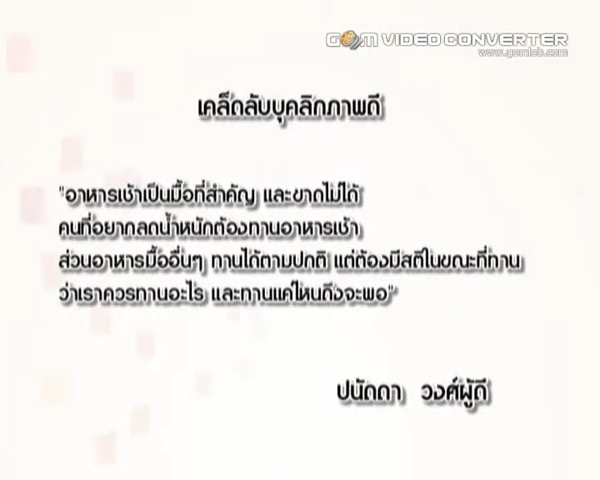 GOM VIDEO CONVERTER
www.gomlab.com
เคล็ดลับบุคลิกภาพดี
"อาหารเช้าเป็นมื้อที่สำคัญ และขาดไม่ได้
คนที่อยากลดน้ำหนักต้องทานอาหารเช้า
ส่วนอาหารมื้ออื่นๆ ทานได้ตามปกติ แต่ต้องมีสติในขณะที่ทาน
ว่าเราควรทานอะไร และทานแค่ไหนถึงจะพอ"
ปนัดดา วงศ์ผู้ดี